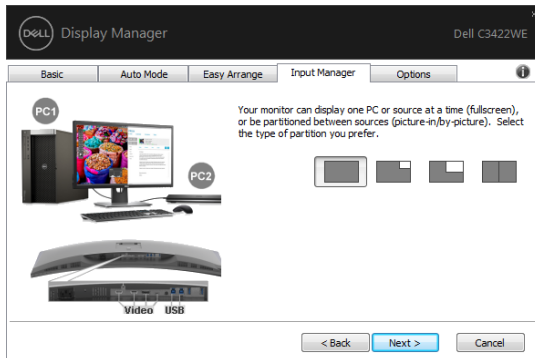 DELL Display Manager
Dell C3422WE
Basic
Auto Mode
Easy Arrange
Input Manager
Options
PC1
PC2
Video USB
Your monitor can display one PC or source at a time (fullscreen),
or be partitioned between sources (picture-in/by-picture). Select
the type of partition you prefer.
< Back
Next >
Cancel